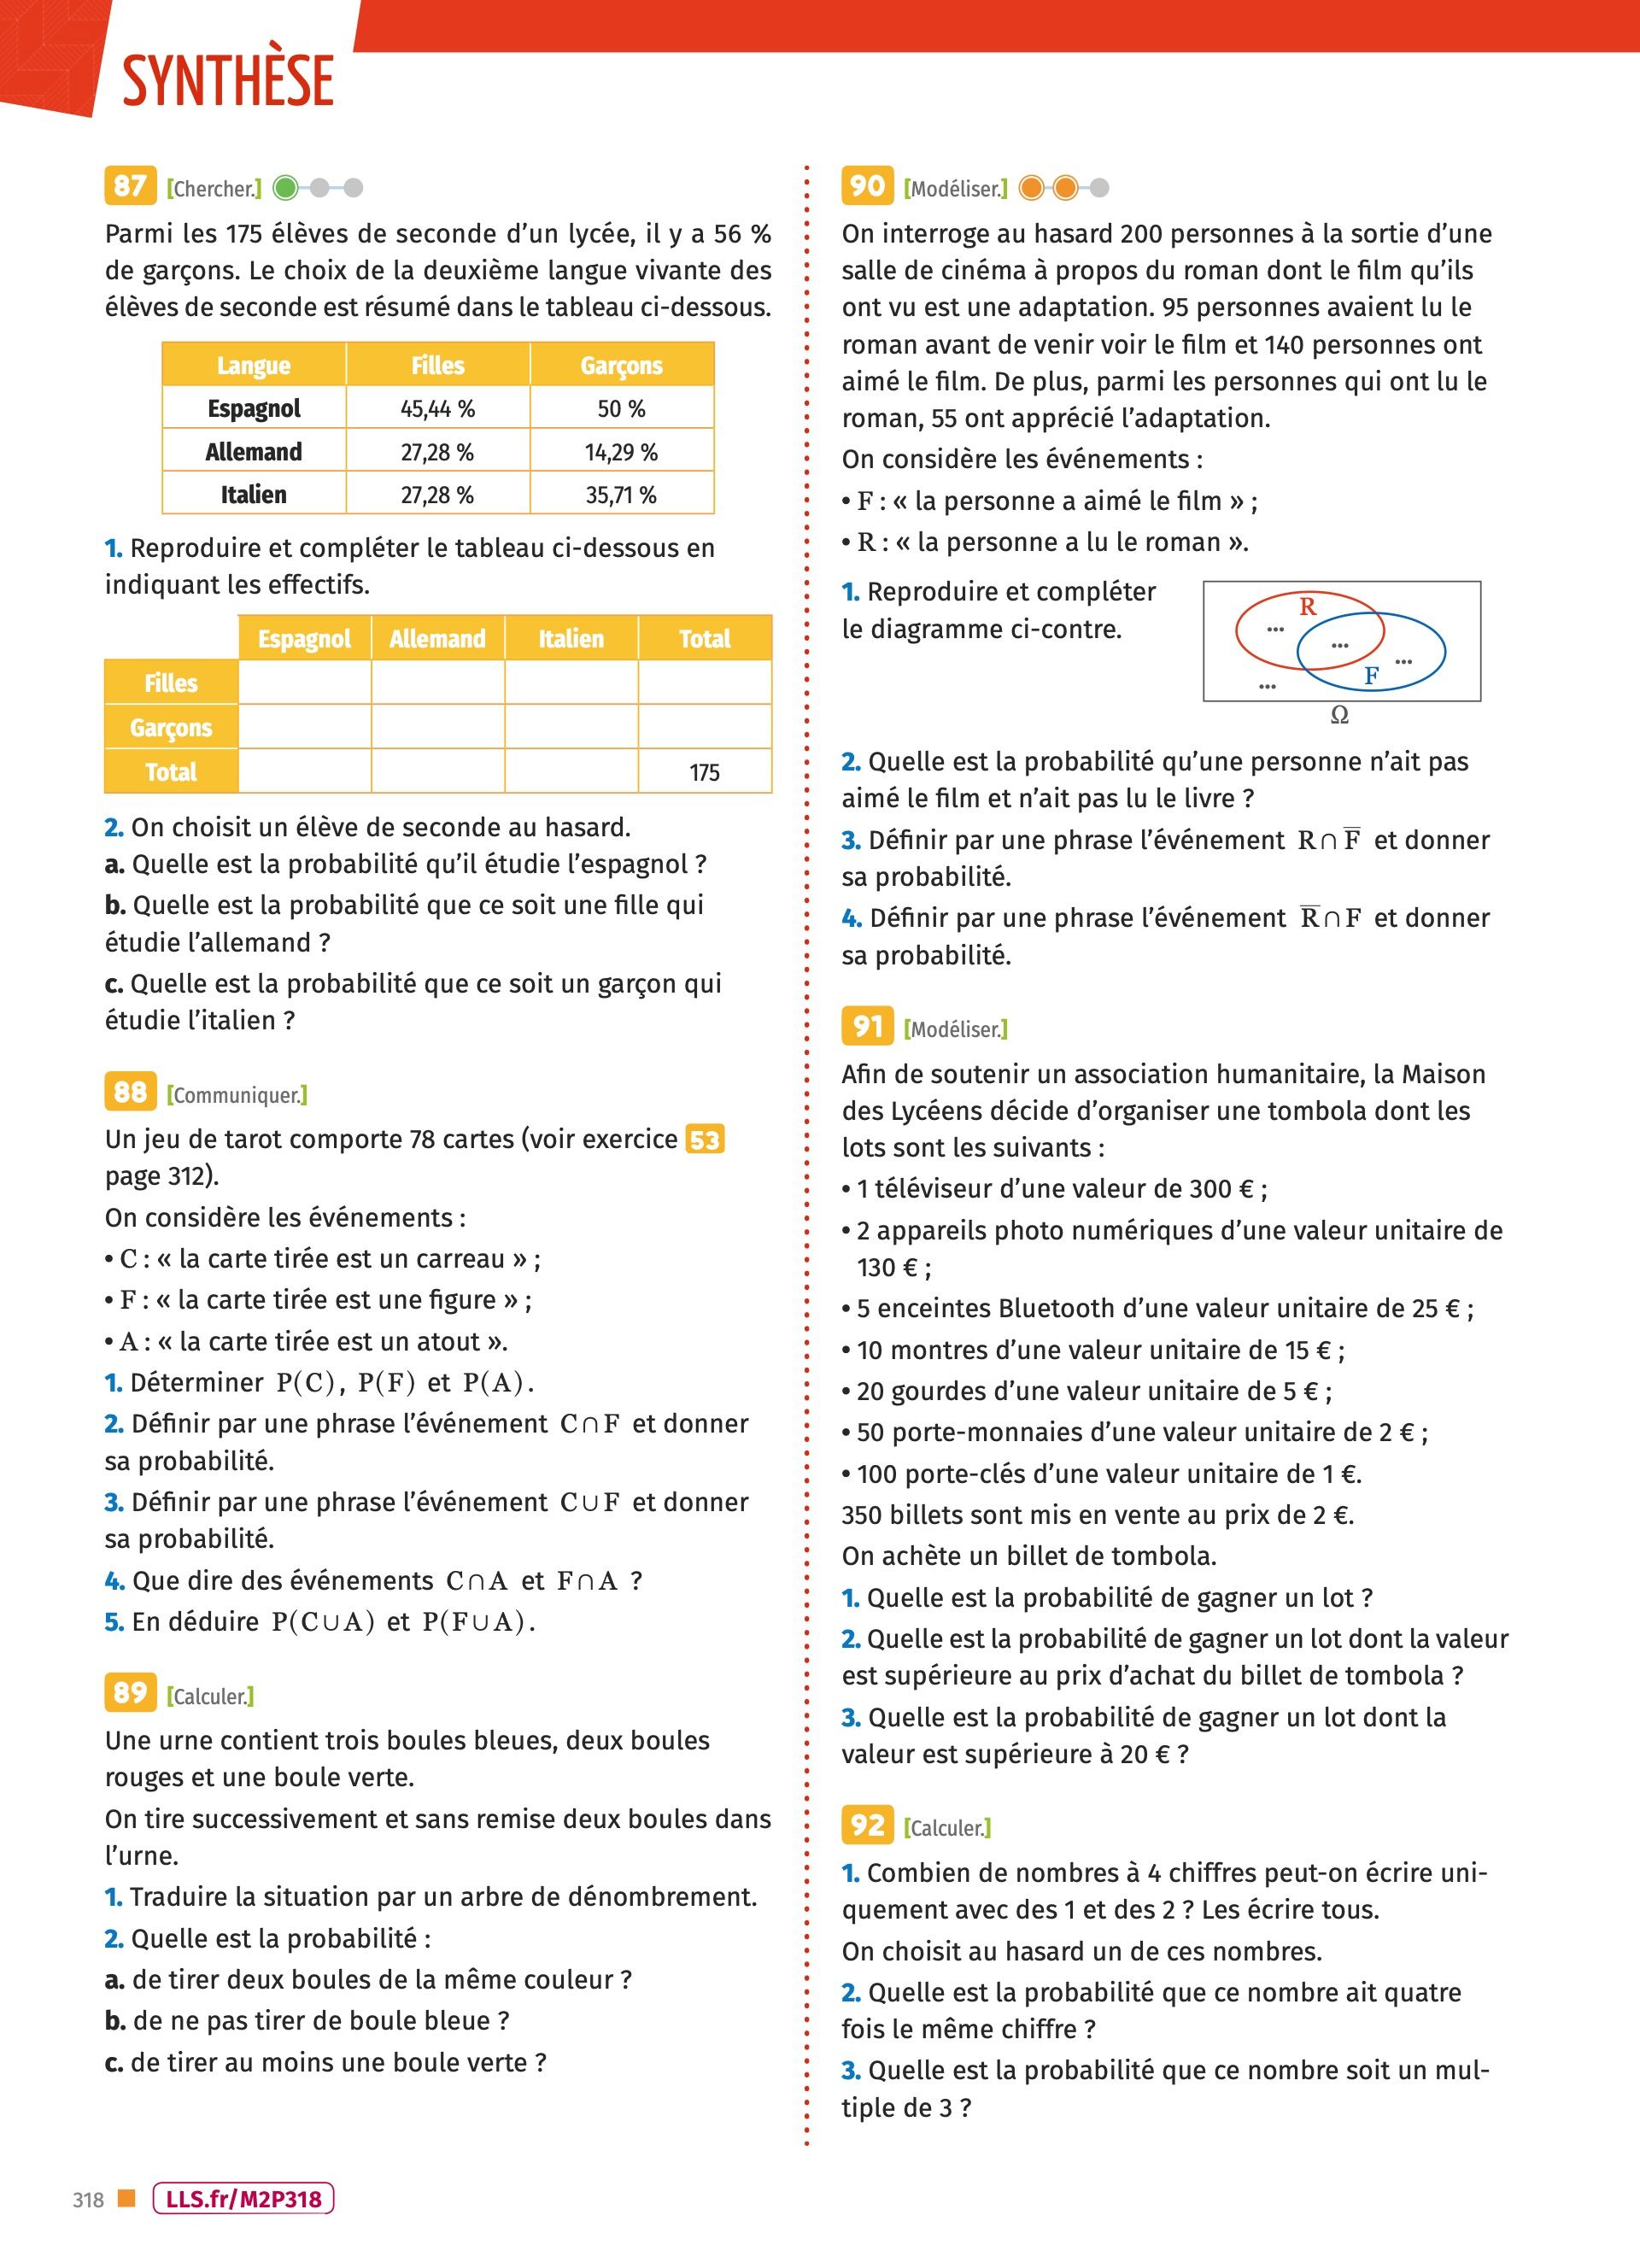 SYNTHÈSE
87 [Chercher.]
Parmi les 175 élèves de seconde d’un lycée, il y a 56 %
de garçons. Le choix de la deuxième langue vivante des
élèves de seconde est résumé dans le tableau ci-dessous.
Langue Filles Garçons
Espagnol 45,44 % 50 %
Allemand 27,28 % 14,29 %
Italien 27,28 % 35,71 %
1. Reproduire et compléter le tableau ci-dessous en
indiquant les effectifs.
Espagnol Allemand Italien Total
Filles
Garçons
Total 175
2. On choisit un élève de seconde au hasard.
a. Quelle est la probabilité qu’il étudie l’espagnol ?
b. Quelle est la probabilité que ce soit une fille qui
étudie l’allemand ?
c. Quelle est la probabilité que ce soit un garçon qui
étudie l’italien ?
88 [Communiquer.]
Un jeu de tarot comporte 78 cartes (voir exercice 53
page 312).
On considère les événements :
• C : « la carte tirée est un carreau » ;
• F : « la carte tirée est une figure » ;
• A : « la carte tirée est un atout ».
1. Déterminer P(C), P(F) et P(A).
2. Définir par une phrase l’événement C∩F et donner
sa probabilité.
3. Définir par une phrase l’événement C∪F et donner
sa probabilité.
4. Que dire des événements C∩A et F∩A ?
5. En déduire P(C∪A) et P(F∪A).
89 [Calculer.]
Une urne contient trois boules bleues, deux boules
rouges et une boule verte.
On tire successivement et sans remise deux boules dans
l’urne.
1. Traduire la situation par un arbre de dénombrement.
2. Quelle est la probabilité :
a. de tirer deux boules de la même couleur ?
b. de ne pas tirer de boule bleue ?
c. de tirer au moins une boule verte ?
90 [Modéliser.]
On interroge au hasard 200 personnes à la sortie d’une
salle de cinéma à propos du roman dont le film qu’ils
ont vu est une adaptation. 95 personnes avaient lu le
roman avant de venir voir le film et 140 personnes ont
aimé le film. De plus, parmi les personnes qui ont lu le
roman, 55 ont apprécié l’adaptation.
On considère les événements :
• F : « la personne a aimé le film » ;
• R : « la personne a lu le roman ».
1. Reproduire et compléter
le diagramme ci-contre.
R
...
...
...
F
...
Ω
2. Quelle est la probabilité qu’une personne n’ait pas
aimé le film et n’ait pas lu le livre ?
3. Définir par une phrase l’événement R∩F̅ et donner
sa probabilité.
4. Définir par une phrase l’événement R̅∩F et donner
sa probabilité.
91 [Modéliser.]
Afin de soutenir un association humanitaire, la Maison
des Lycéens décide d’organiser une tombola dont les
lots sont les suivants :
• 1 téléviseur d’une valeur de 300 € ;
• 2 appareils photo numériques d’une valeur unitaire de
130 € ;
• 5 enceintes Bluetooth d’une valeur unitaire de 25 € ;
• 10 montres d’une valeur unitaire de 15 € ;
• 20 gourdes d’une valeur unitaire de 5 € ;
• 50 porte-monnaies d’une valeur unitaire de 2 € ;
• 100 porte-clés d’une valeur unitaire de 1 €.
350 billets sont mis en vente au prix de 2 €.
On achète un billet de tombola.
1. Quelle est la probabilité de gagner un lot ?
2. Quelle est la probabilité de gagner un lot dont la valeur
est supérieure au prix d’achat du billet de tombola ?
3. Quelle est la probabilité de gagner un lot dont la
valeur est supérieure à 20 € ?
92 [Calculer.]
1. Combien de nombres à 4 chiffres peut-on écrire uni-
quement avec des 1 et des 2 ? Les écrire tous.
On choisit au hasard un de ces nombres.
2. Quelle est la probabilité que ce nombre ait quatre
fois le même chiffre ?
3. Quelle est la probabilité que ce nombre soit un mul-
tiple de 3 ?
318 LLS.fr/M2P318